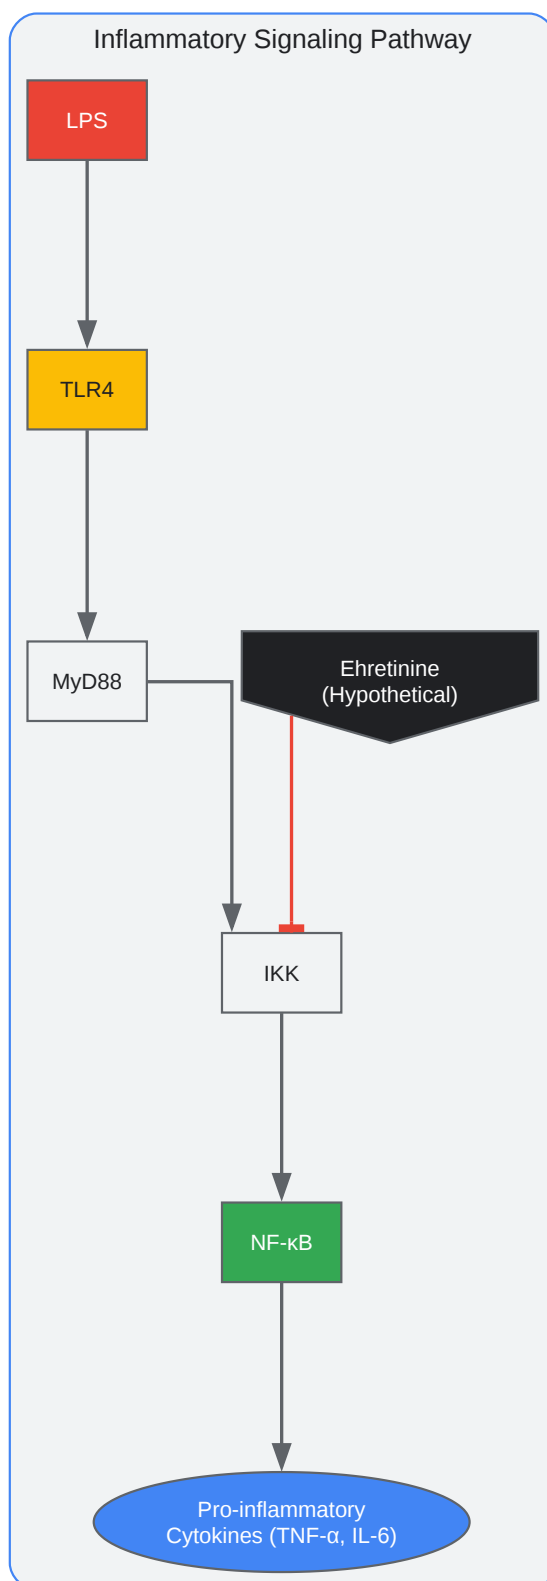 Inflammatory Signaling Pathway
LPS
TLR4
MyD88
Ehretinine
(Hypothetical)
IKK
NF-κB
Pro-inflammatory
Cytokines (TNF-α, IL-6)